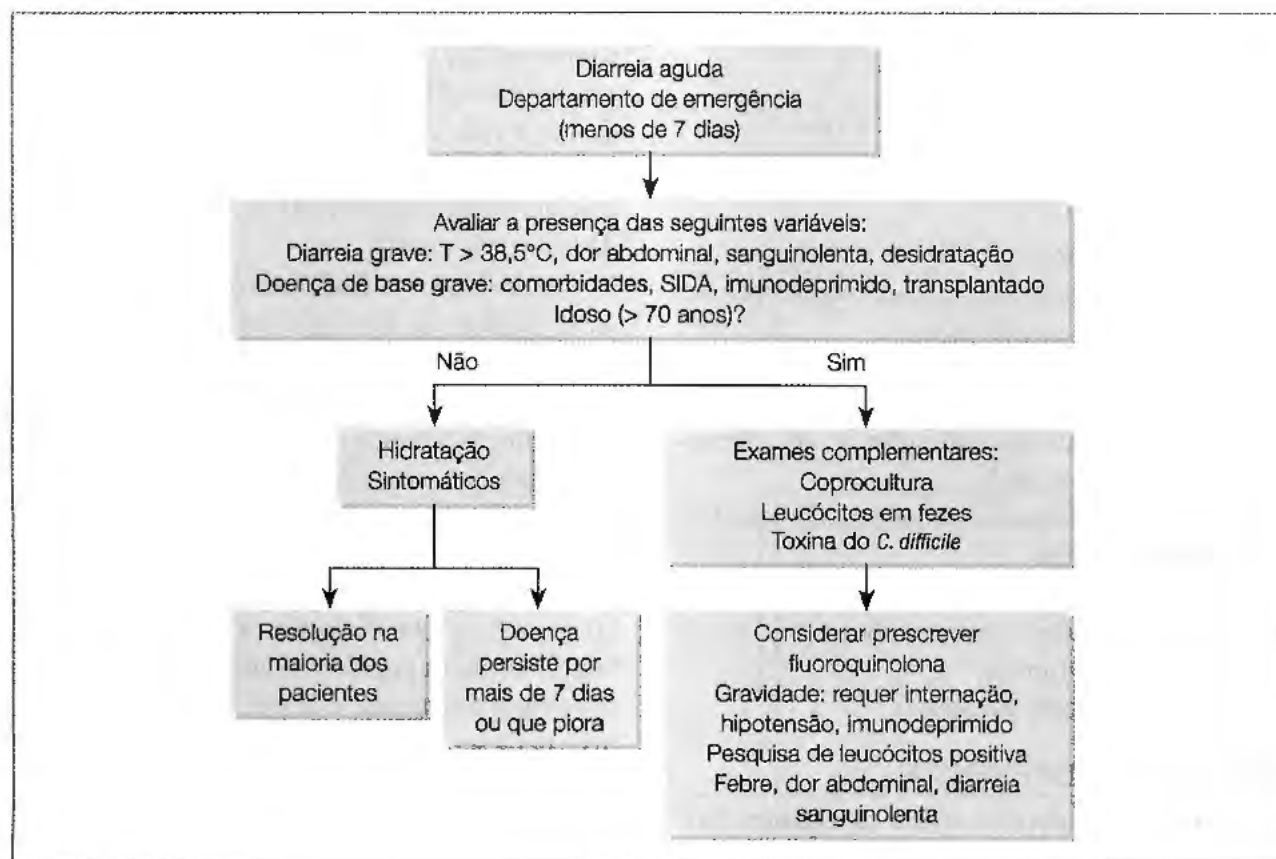 Diarreia aguda
Departamento de emergência
(menos de 7 dias)
Avaliar a presença das seguintes variáveis:
Diarreia grave: T > 38,5°C, dor abdominal, sanguinolenta, desidratação
Doença de base grave: comorbidades, SIDA, imunodeprimido, transplantado
Idoso (> 70 anos)?
Não
Sim
Hidratação
Sintomáticos
Exames complementares:
Coprocultura
Leucócitos em fezes
Toxina do C. difficile
Resolução na
maioria dos
pacientes
Doença
persiste por
mais de 7 dias
ou que piora
Considerar prescrever
fluoroquinolona
Gravidade: requer internação,
hipotensão, imunodeprimido
Pesquisa de leucócitos positiva
Febre, dor abdominal, diarreia
sanguinolenta